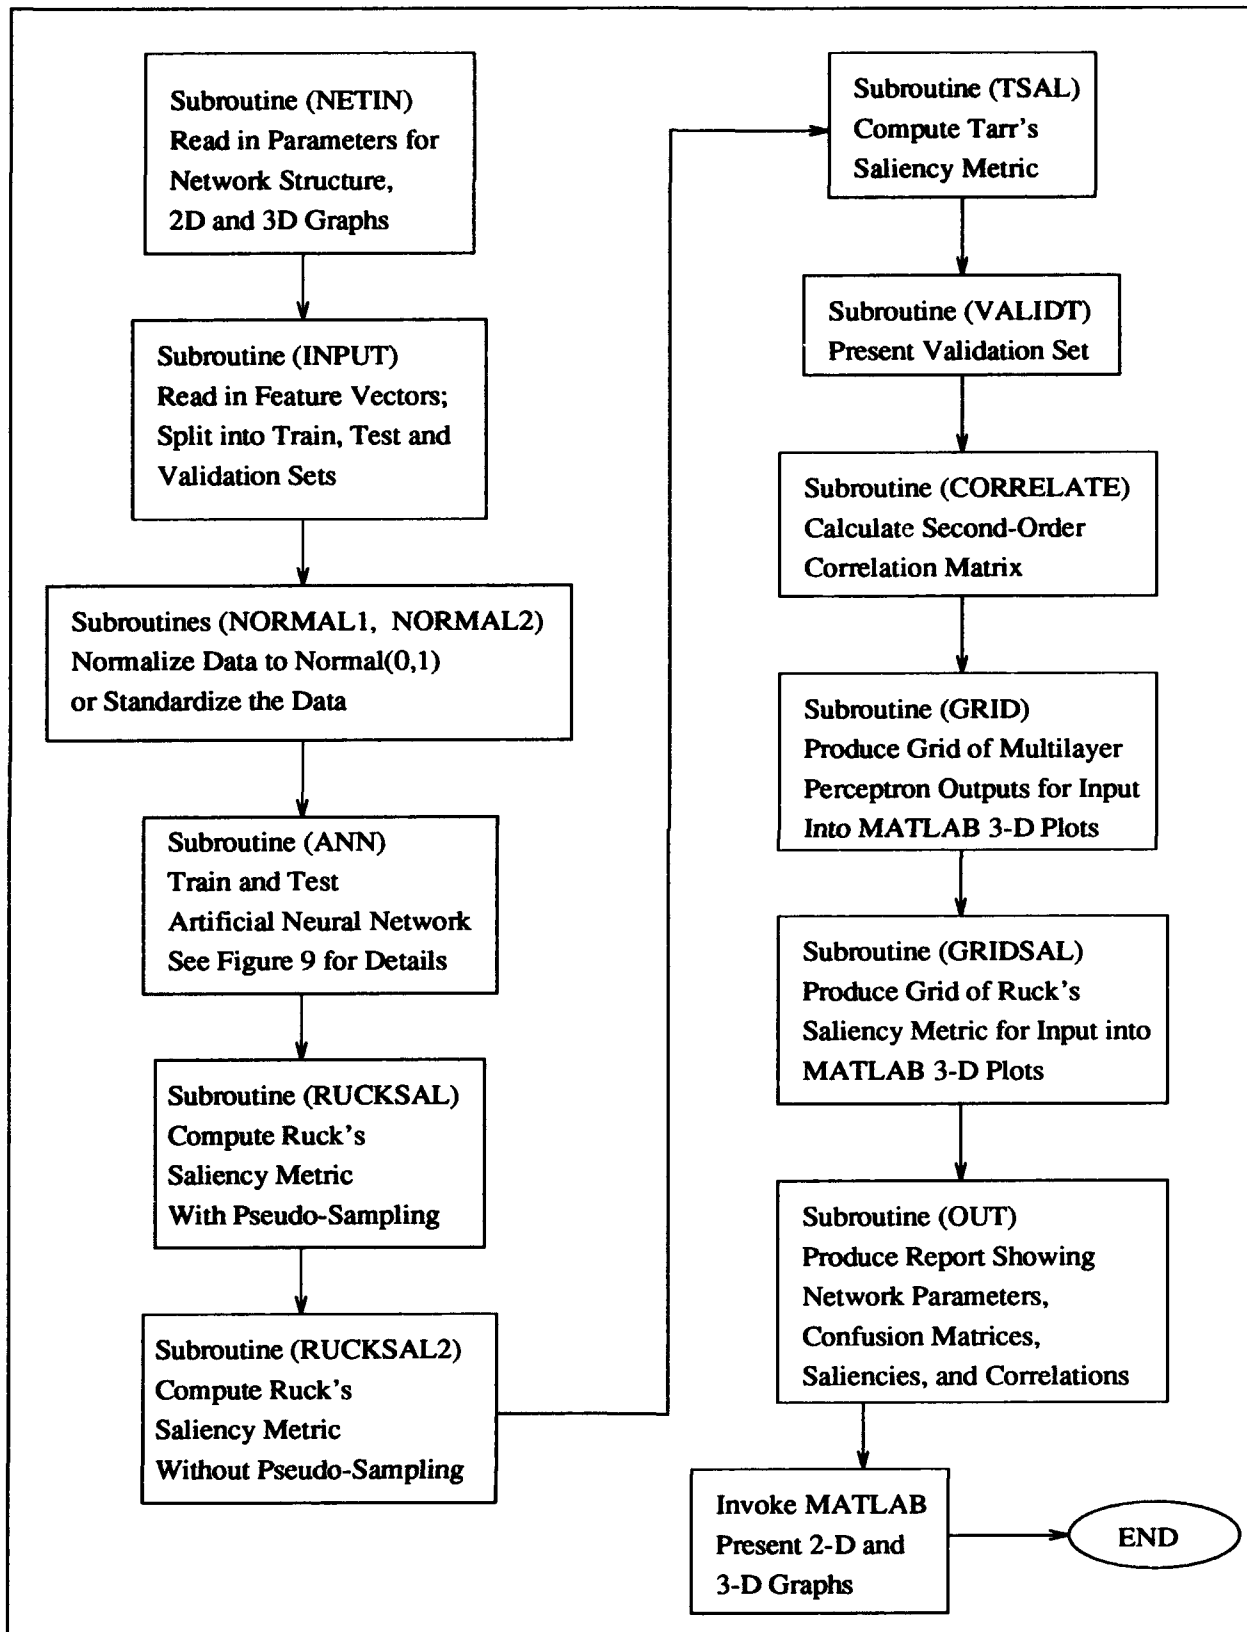 Subroutine (NETIN)
Read in Parameters for
Network Structure,
2D and 3D Graphs
Subroutine (INPUT)
Read in Feature Vectors;
Split into Train, Test and
Validation Sets
Subroutines (NORMAL1, NORMAL2)
Normalize Data to Normal(0,1)
or Standardize the Data
Subroutine (ANN)
Train and Test
Artificial Neural Network
See Figure 9 for Details
Subroutine (RUCKSAL)
Compute Ruck's
Saliency Metric
With Pseudo-Sampling
Subroutine (RUCKSAL2)
Compute Ruck's
Saliency Metric
Without Pseudo-Sampling
Subroutine (TSAL)
Compute Tarr's
Saliency Metric
Subroutine (VALIDT)
Present Validation Set
Subroutine (CORRELATE)
Calculate Second-Order
Correlation Matrix
Subroutine (GRID)
Produce Grid of Multilayer
Perceptron Outputs for Input
Into MATLAB 3-D Plots
Subroutine (GRIDSAL)
Produce Grid of Ruck's
Saliency Metric for Input into
MATLAB 3-D Plots
Subroutine (OUT)
Produce Report Showing
Network Parameters,
Confusion Matrices,
Saliencies, and Correlations
Invoke MATLAB
Present 2-D and
3-D Graphs
END